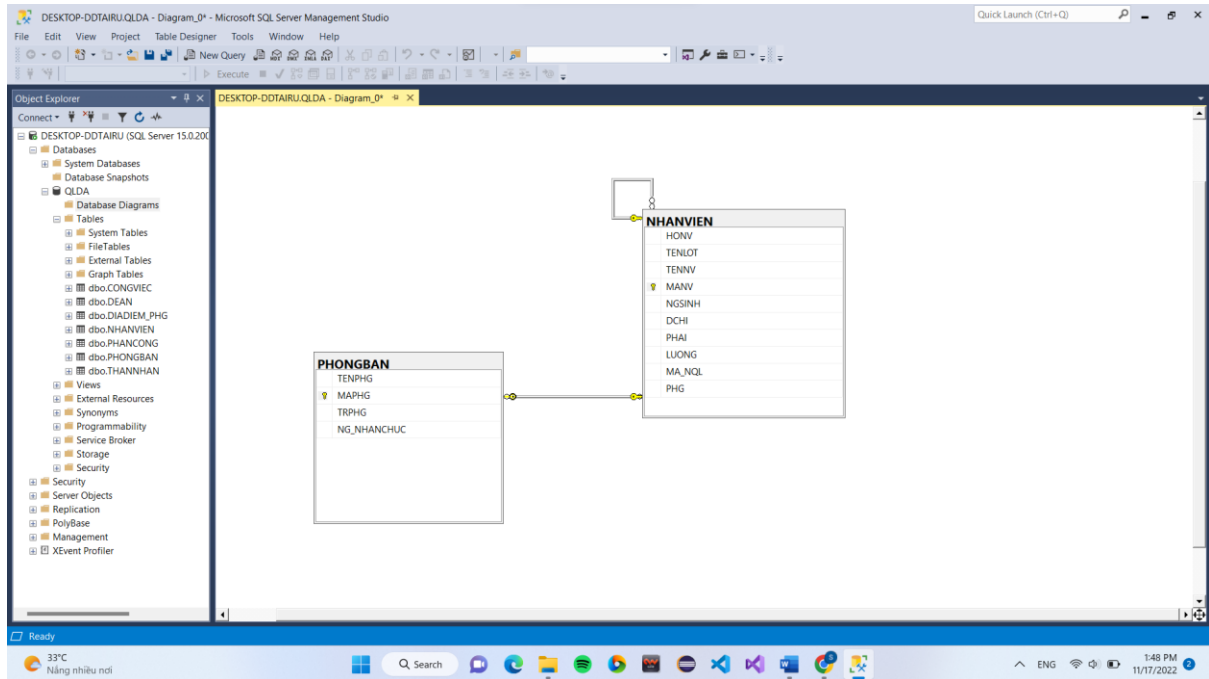 DESKTOP-DDTAIRU.QLDA - Diagram_0* - Microsoft SQL Server Management Studio
Quick Launch (Ctrl+Q)
File Edit View Project Table Designer Tools Window Help
New Query
Execute
Object Explorer
DESKTOP-DDTAIRU.QLDA - Diagram_0*
Connect
DESKTOP-DDTAIRU (SQL Server 15.0.200
Databases
System Databases
Database Snapshots
QLDA
Database Diagrams
Tables
System Tables
FileTables
External Tables
Graph Tables
dbo.CONGVIEC
dbo.DEAN
dbo.DIADIEM_PHG
dbo.NHANVIEN
dbo.PHANCONG
dbo.PHONGBAN
dbo.THANNHAN
Views
External Resources
Synonyms
Programmability
Service Broker
Storage
Security
Security
Server Objects
Replication
PolyBase
Management
XEvent Profiler
NHANVIEN
HONV
TENLOT
TENNV
MANV
NGSINH
DCHI
PHAI
LUONG
MA_NQL
PHG
PHONGBAN
TENPHG
MAPHG
TRPHG
NG_NHANCHUC
Ready
33°C
Nắng nhiều nơi
Search
ENG
1:48 PM
11/17/2022
2